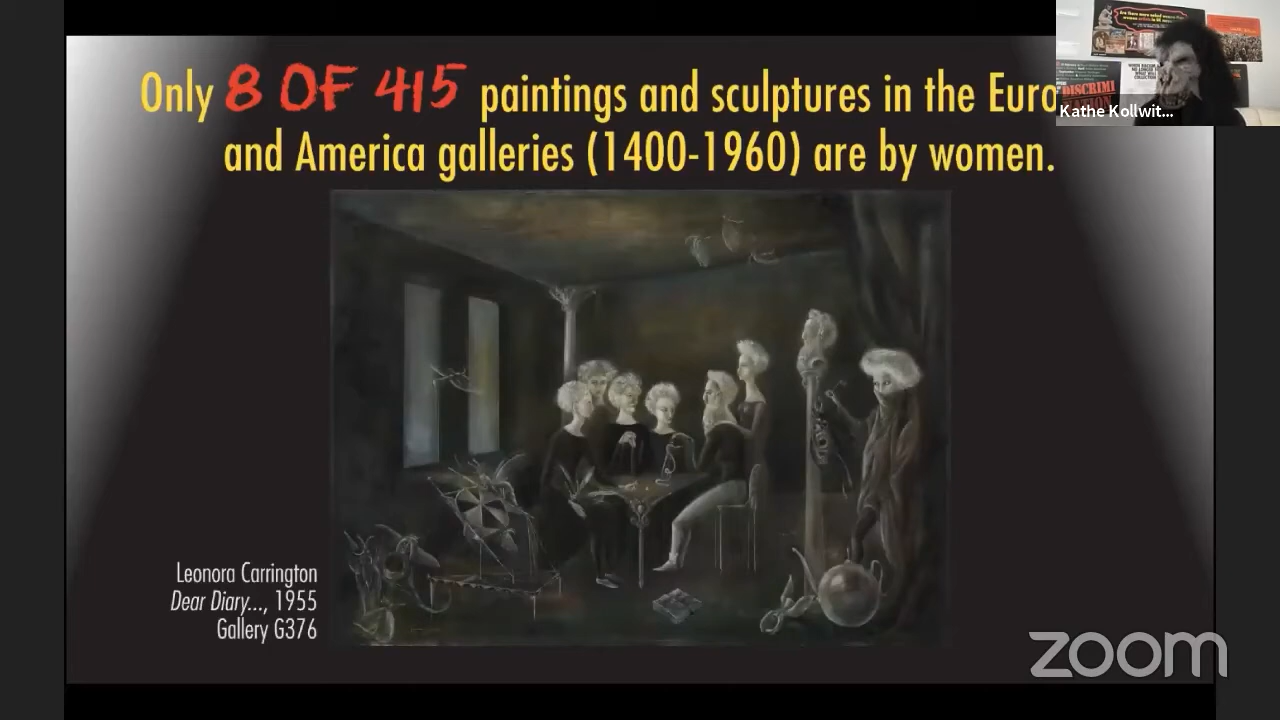 Only 8 OF 415 paintings and sculptures in the Euro
and America galleries (1400-1960) are by women.
Kathe Kollwit...
DISCRIMI
NATION
Leonora Carrington
Dear Diary..., 1955
Gallery G376
zoom